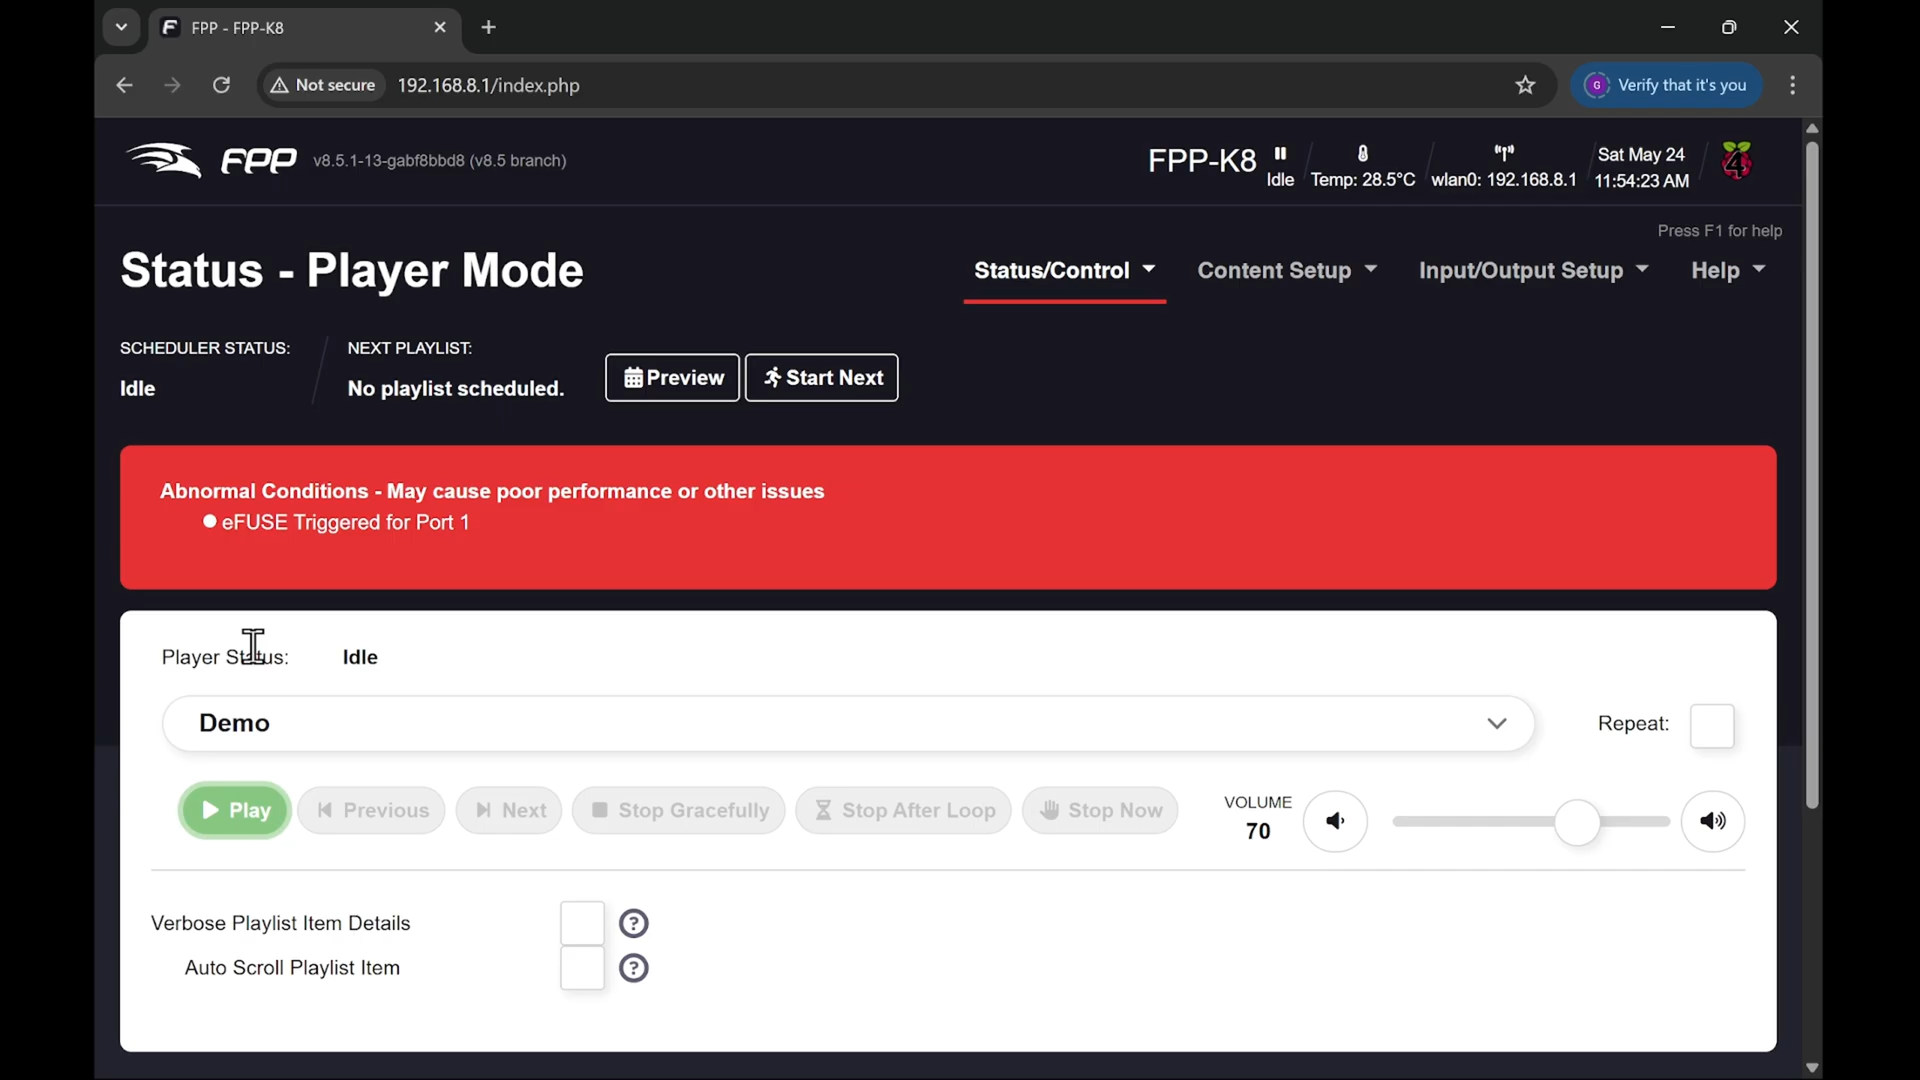 FPP - FPP-K8
Not secure 192.168.8.1/index.php
G Verify that it's you
FPP v8.5.1-13-gabf8bbd8 (v8.5 branch)
FPP-K8
Idle
Temp: 28.5°C
wlan0: 192.168.8.1
Sat May 24
11:54:23 AM
4
Press F1 for help
Status - Player Mode
Status/Control
Content Setup
Input/Output Setup
Help
SCHEDULER STATUS:
Idle
NEXT PLAYLIST:
No playlist scheduled.
Preview
Start Next
Abnormal Conditions - May cause poor performance or other issues
eFUSE Triggered for Port 1
Player Status: Idle
Demo
Repeat:
Play
Previous
Next
Stop Gracefully
Stop After Loop
Stop Now
VOLUME
70
Verbose Playlist Item Details ?
Auto Scroll Playlist Item ?